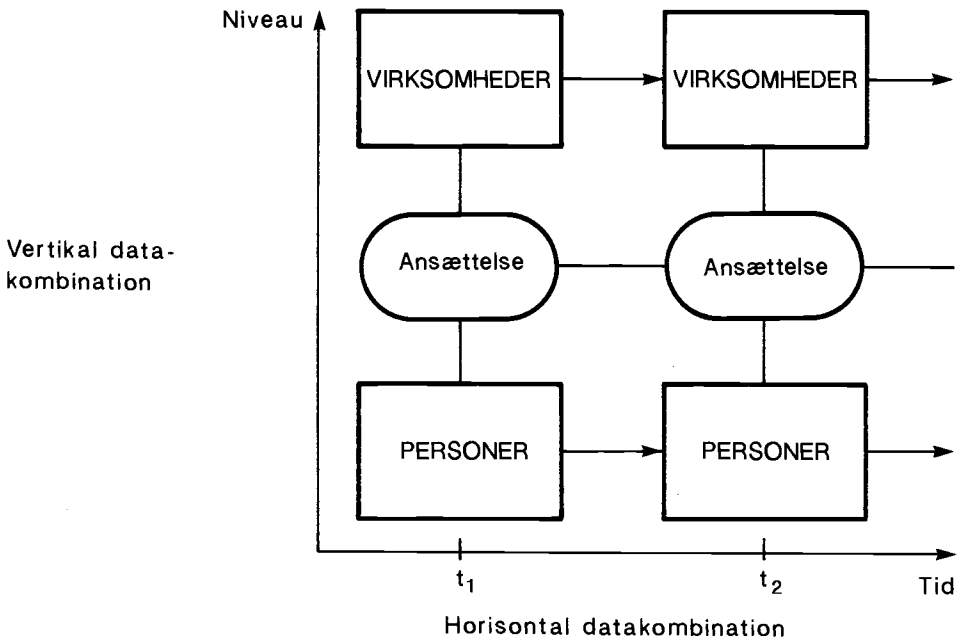 Niveau
VIRKSOMHEDER
VIRKSOMHEDER
Vertikal data-
kombination
Ansættelse
Ansættelse
PERSONER
PERSONER
t₁
t₂
Tid
Horisontal datakombination